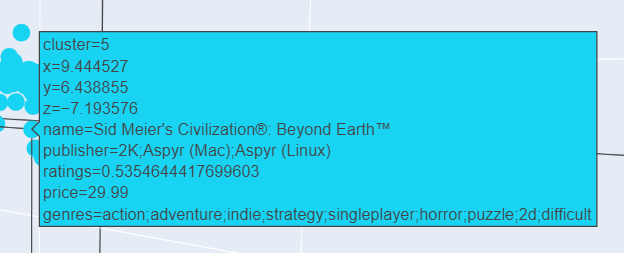 cluster=5
x=9.444527
y=6.438855
z=−7.193576
name=Sid Meier's Civilization®: Beyond Earth™
publisher=2K;Aspyr (Mac);Aspyr (Linux)
ratings=0.5354644417699603
price=29.99
genres=action;adventure;indie;strategy;singleplayer;horror;puzzle;2d;difficult